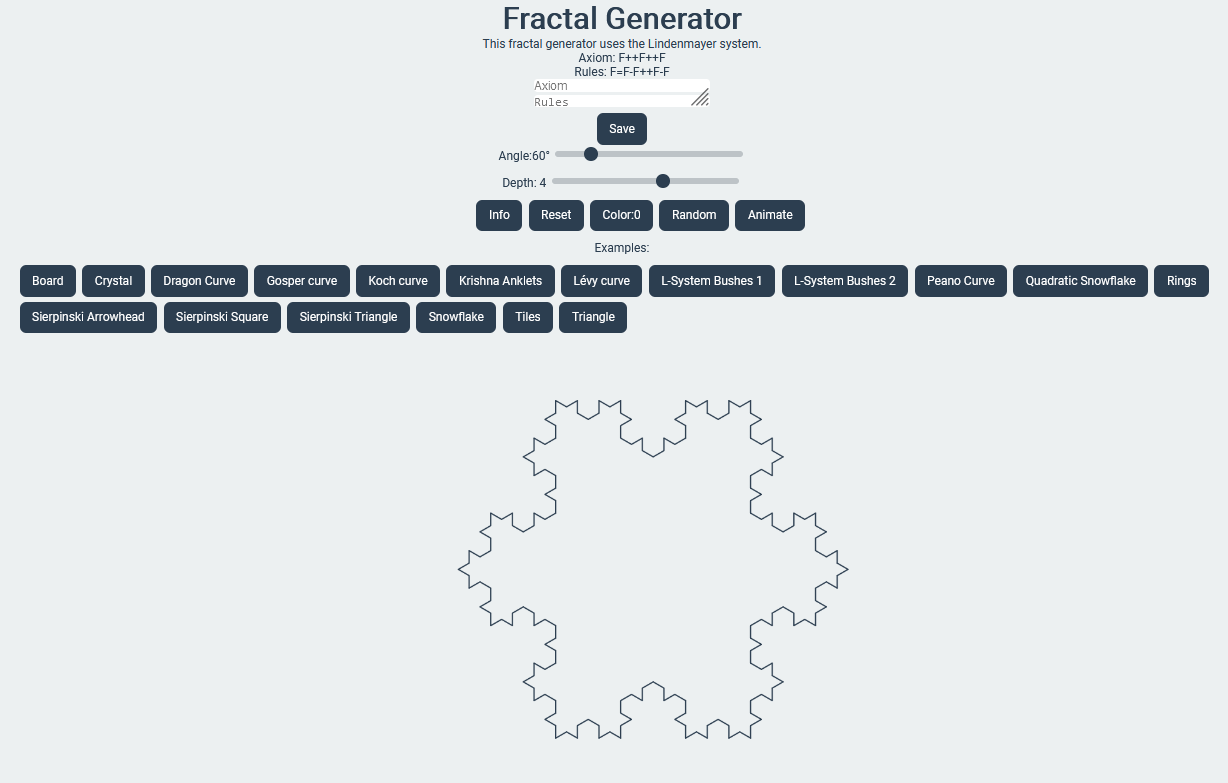 Fractal Generator
This fractal generator uses the Lindenmayer system.
Axiom: F++F++F
Rules: F=F-F++F-F
Axiom
Rules
Save
Angle:60°
Depth: 4
Info Reset Color:0 Random Animate
Examples:
Board Crystal Dragon Curve Gosper curve Koch curve Krishna Anklets Lévy curve L-System Bushes 1 L-System Bushes 2 Peano Curve Quadratic Snowflake Rings
Sierpinski Arrowhead Sierpinski Square Sierpinski Triangle Snowflake Tiles Triangle